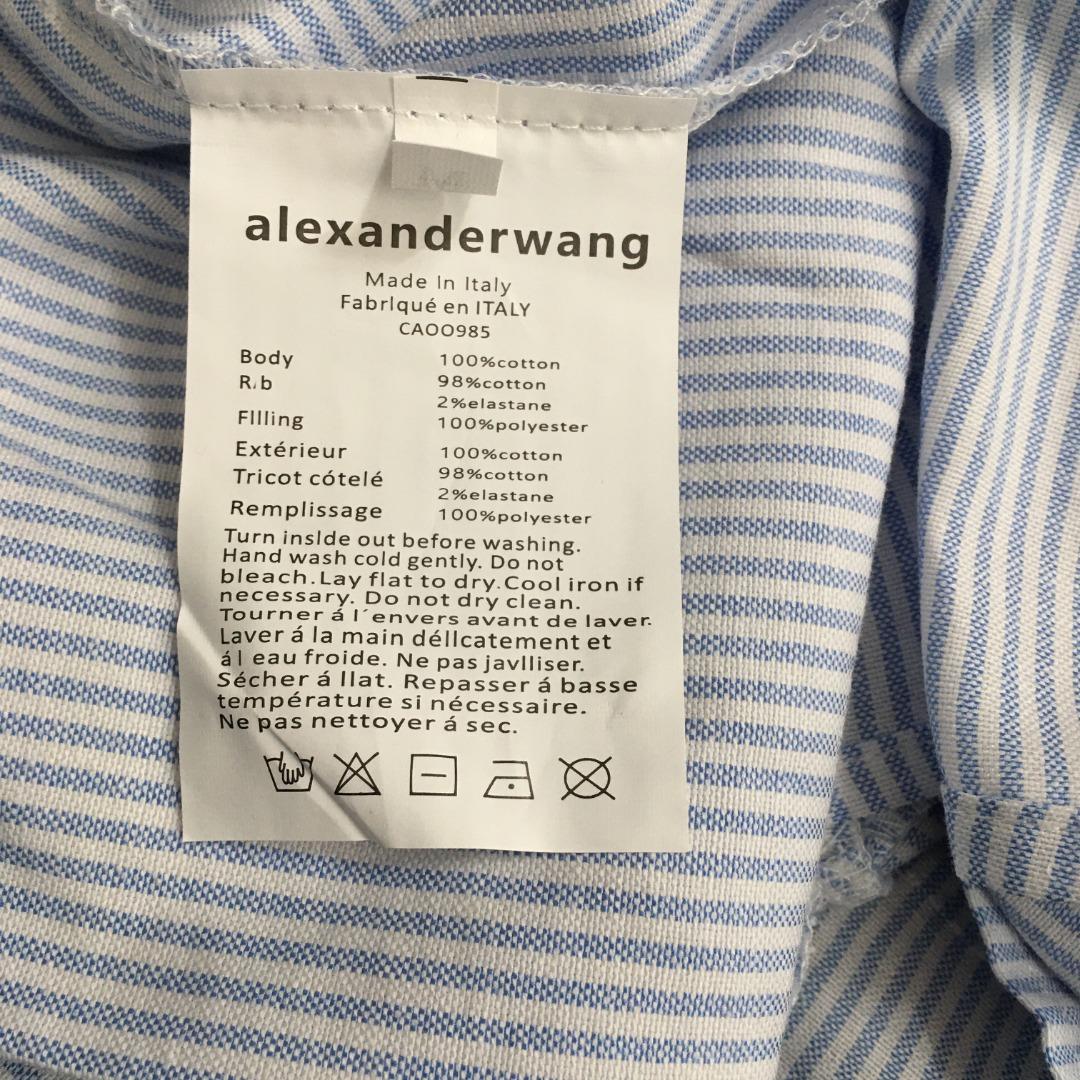 alexanderwang
Made In Italy
Fabrlqué en ITALY
CAOO985
Body 100%cotton
Rib 98%cotton
2%elastane
Fllling 100%polyester
Extérieur 100%cotton
Tricot cótelé 98%cotton
2%elastane
Remplissage 100%polyester
Turn inslde out before washing.
Hand wash cold gently. Do not
bleach.Lay flat to dry.Cool iron if
necessary. Do not dry clean.
Tourner á l´envers avant de laver.
Laver á la main déllcatement et
ál eau froide. Ne pas javlliser.
Sécher á llat. Repasser á basse
température si nécessaire.
Ne pas nettoyer á sec.